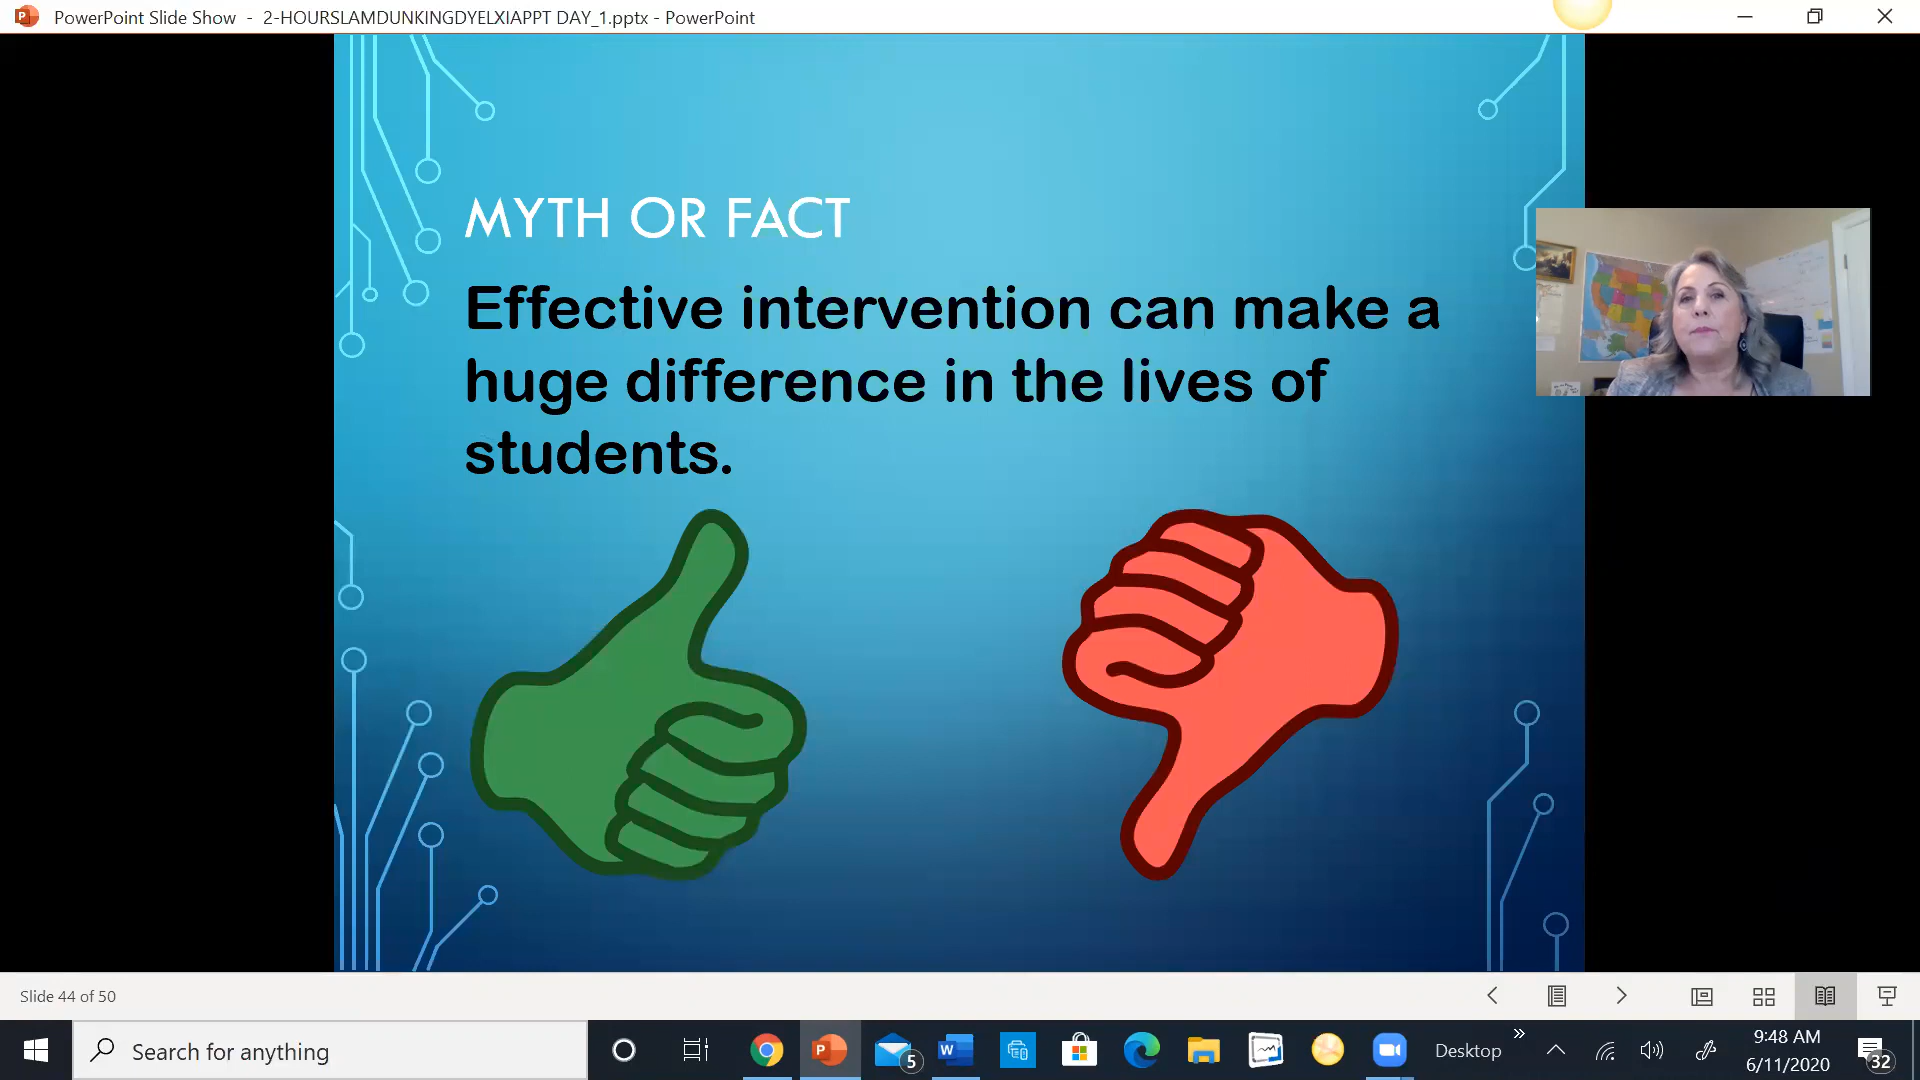 PowerPoint Slide Show - 2-HOURSLAMDUNKINGDYELXIAPPT DAY_1.pptx - PowerPoint
MYTH OR FACT
Effective intervention can make a
huge difference in the lives of
students.
Slide 44 of 50
Search for anything
5
Desktop
9:48 AM
6/11/2020
32